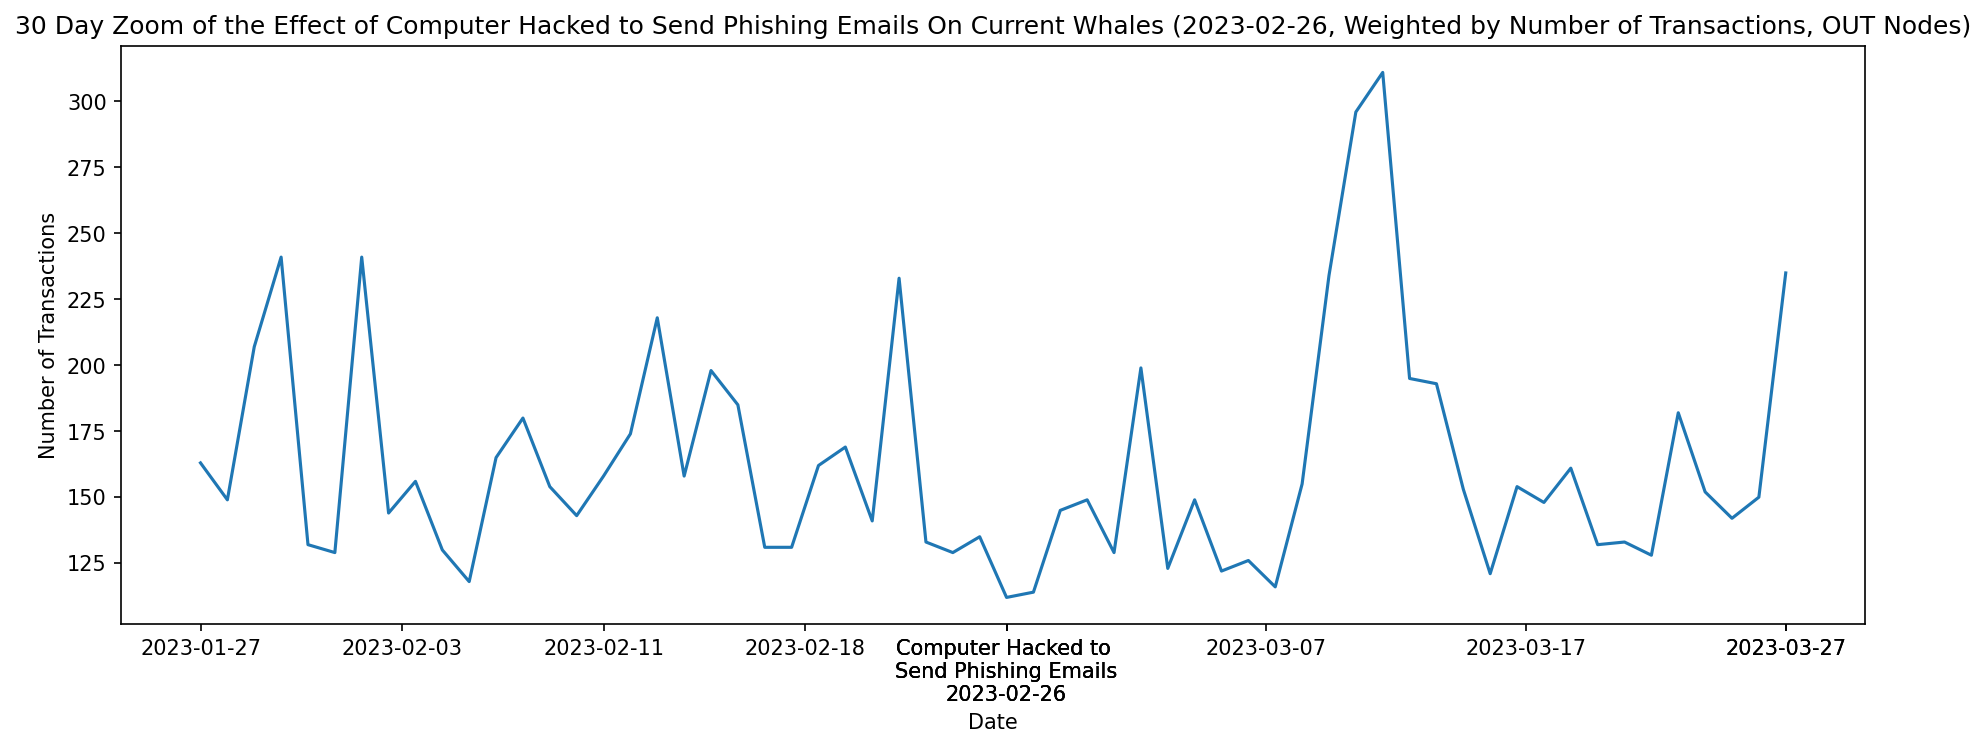 30 Day Zoom of the Effect of Computer Hacked to Send Phishing Emails On Current Whales (2023-02-26, Weighted by Number of Transactions, OUT Nodes)
Number of Transactions
300
275
250
225
200
175
150
125
2023-01-27 2023-02-03 2023-02-11 2023-02-18 Computer Hacked to 2023-03-07 2023-03-17 2023-03-27
Send Phishing Emails
2023-02-26
Date